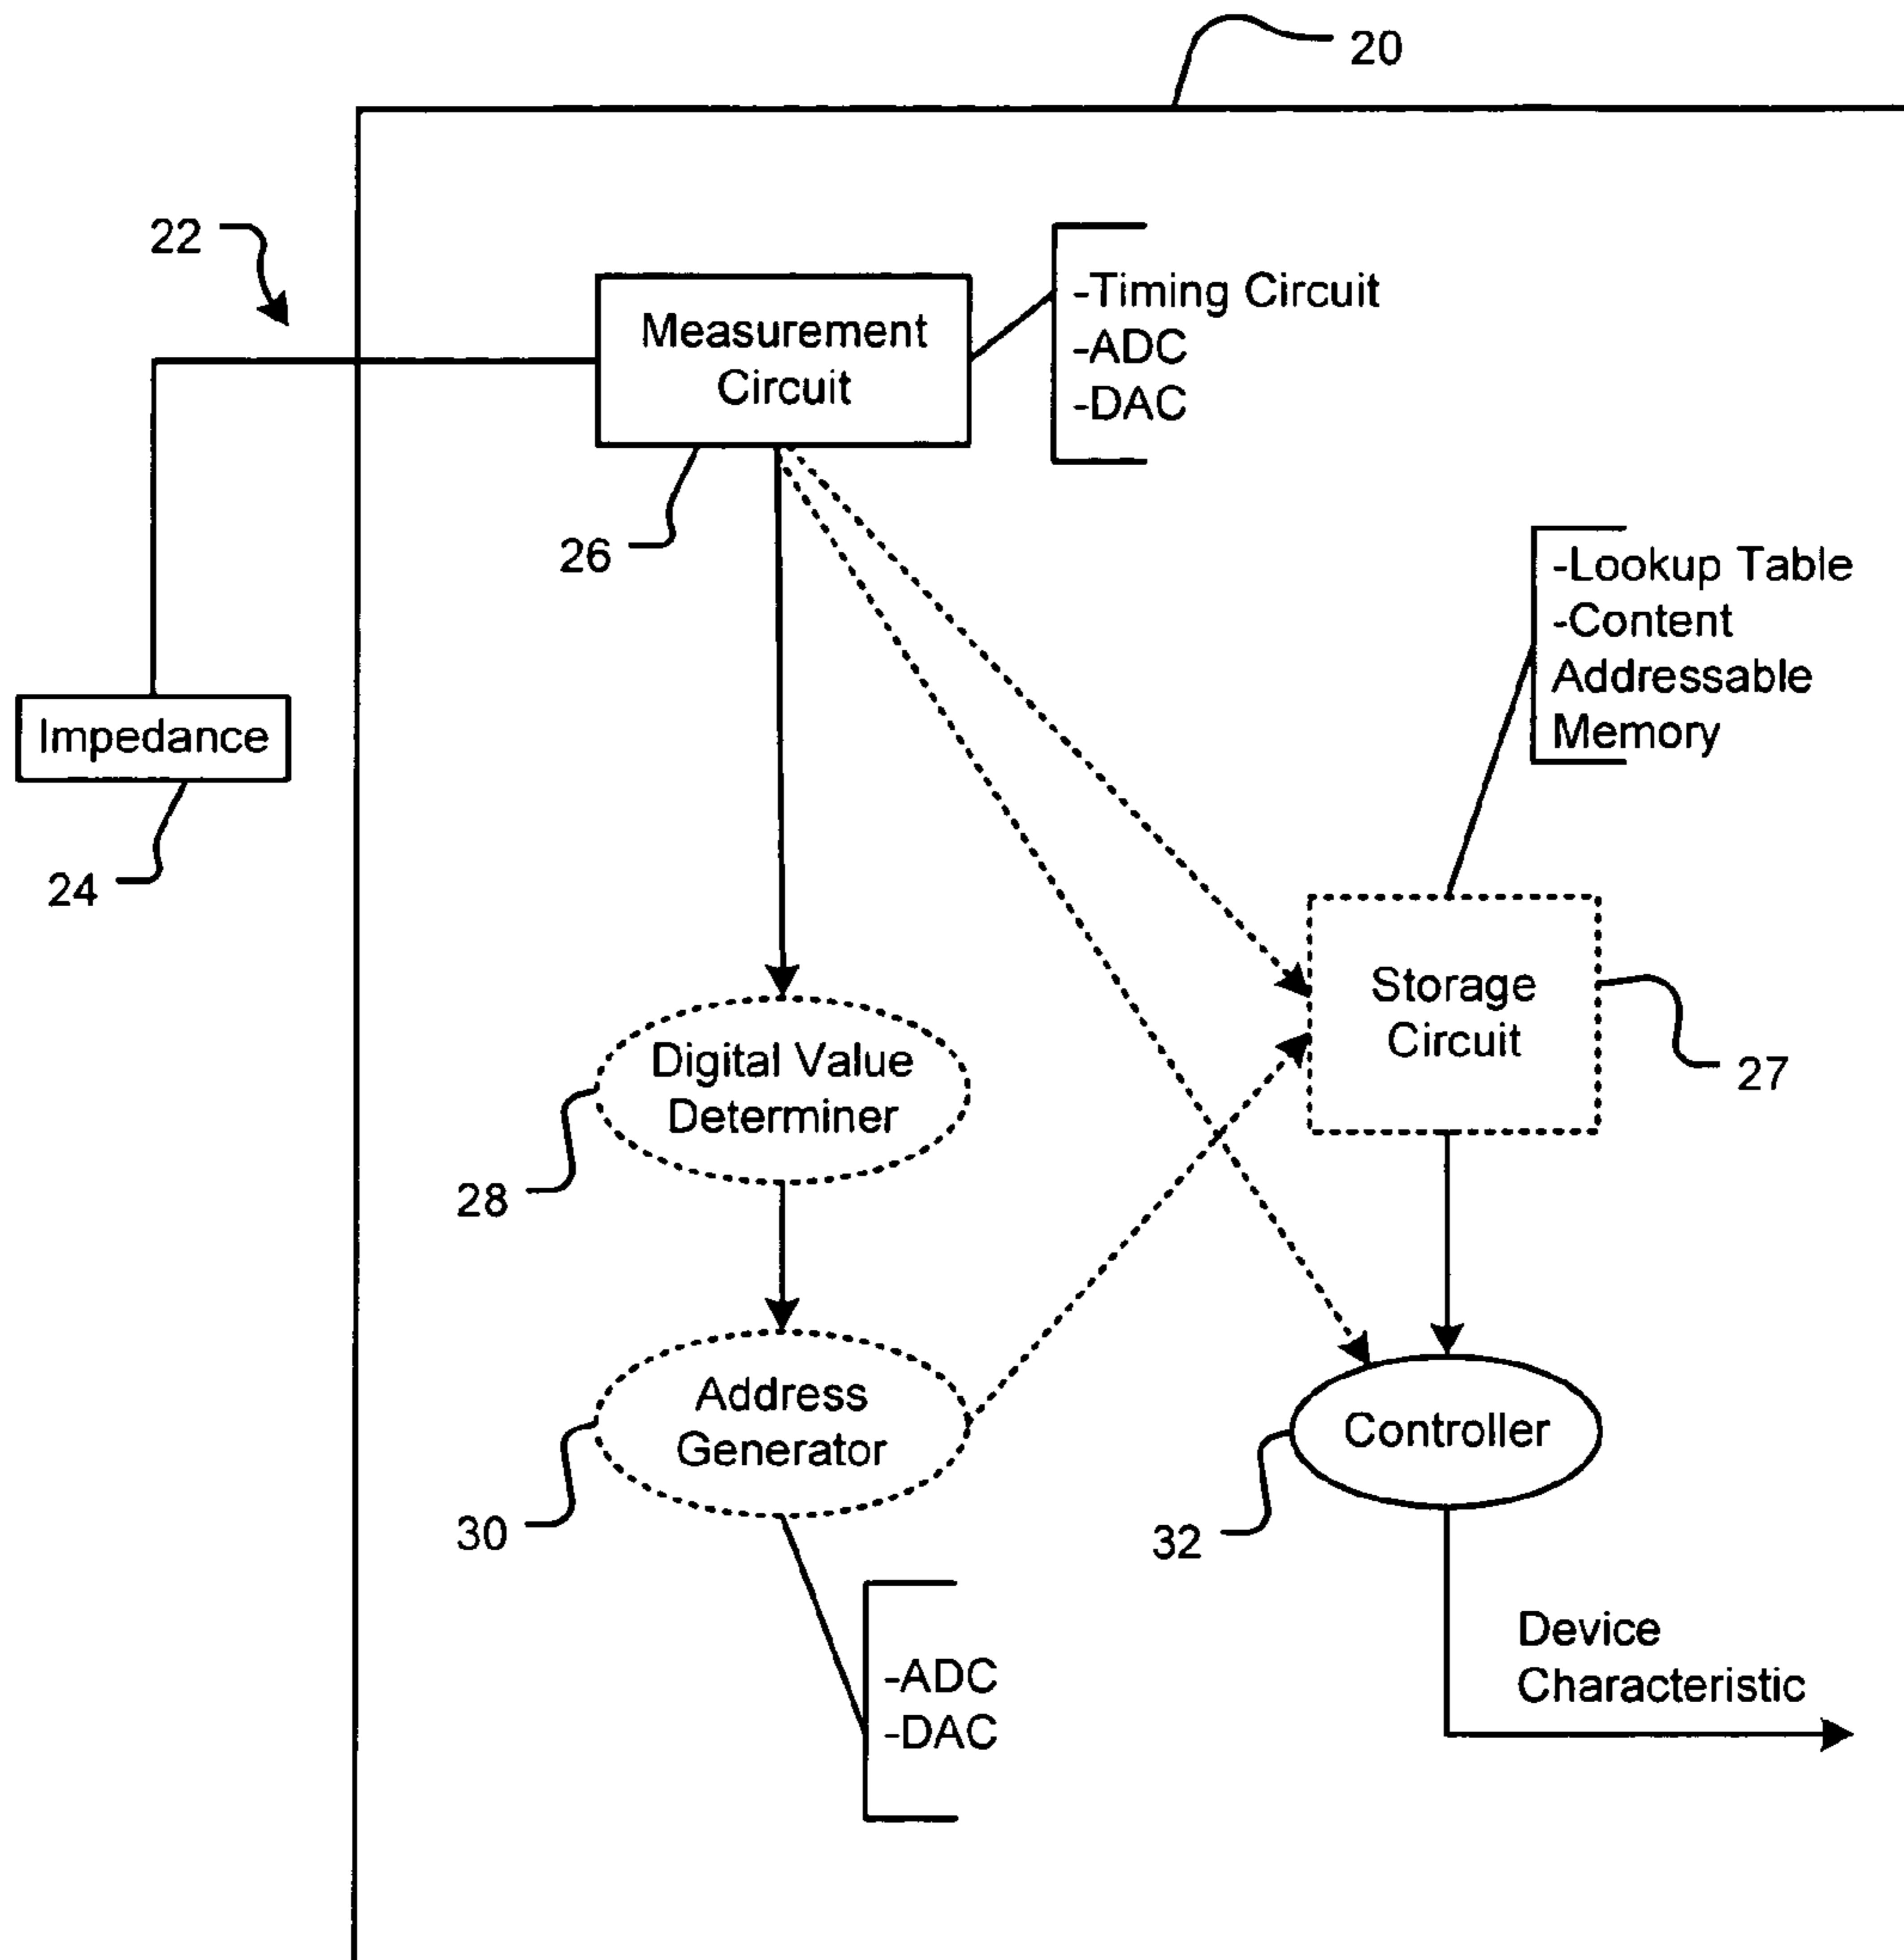 20
22
Measurement
Circuit
-Timing Circuit
-ADC
-DAC
26
-Lookup Table
-Content
Addressable
Memory
Impedance
24
Storage
Circuit
27
Digital Value
Determiner
28
Address
Generator
30
Controller
32
-ADC
-DAC
Device
Characteristic